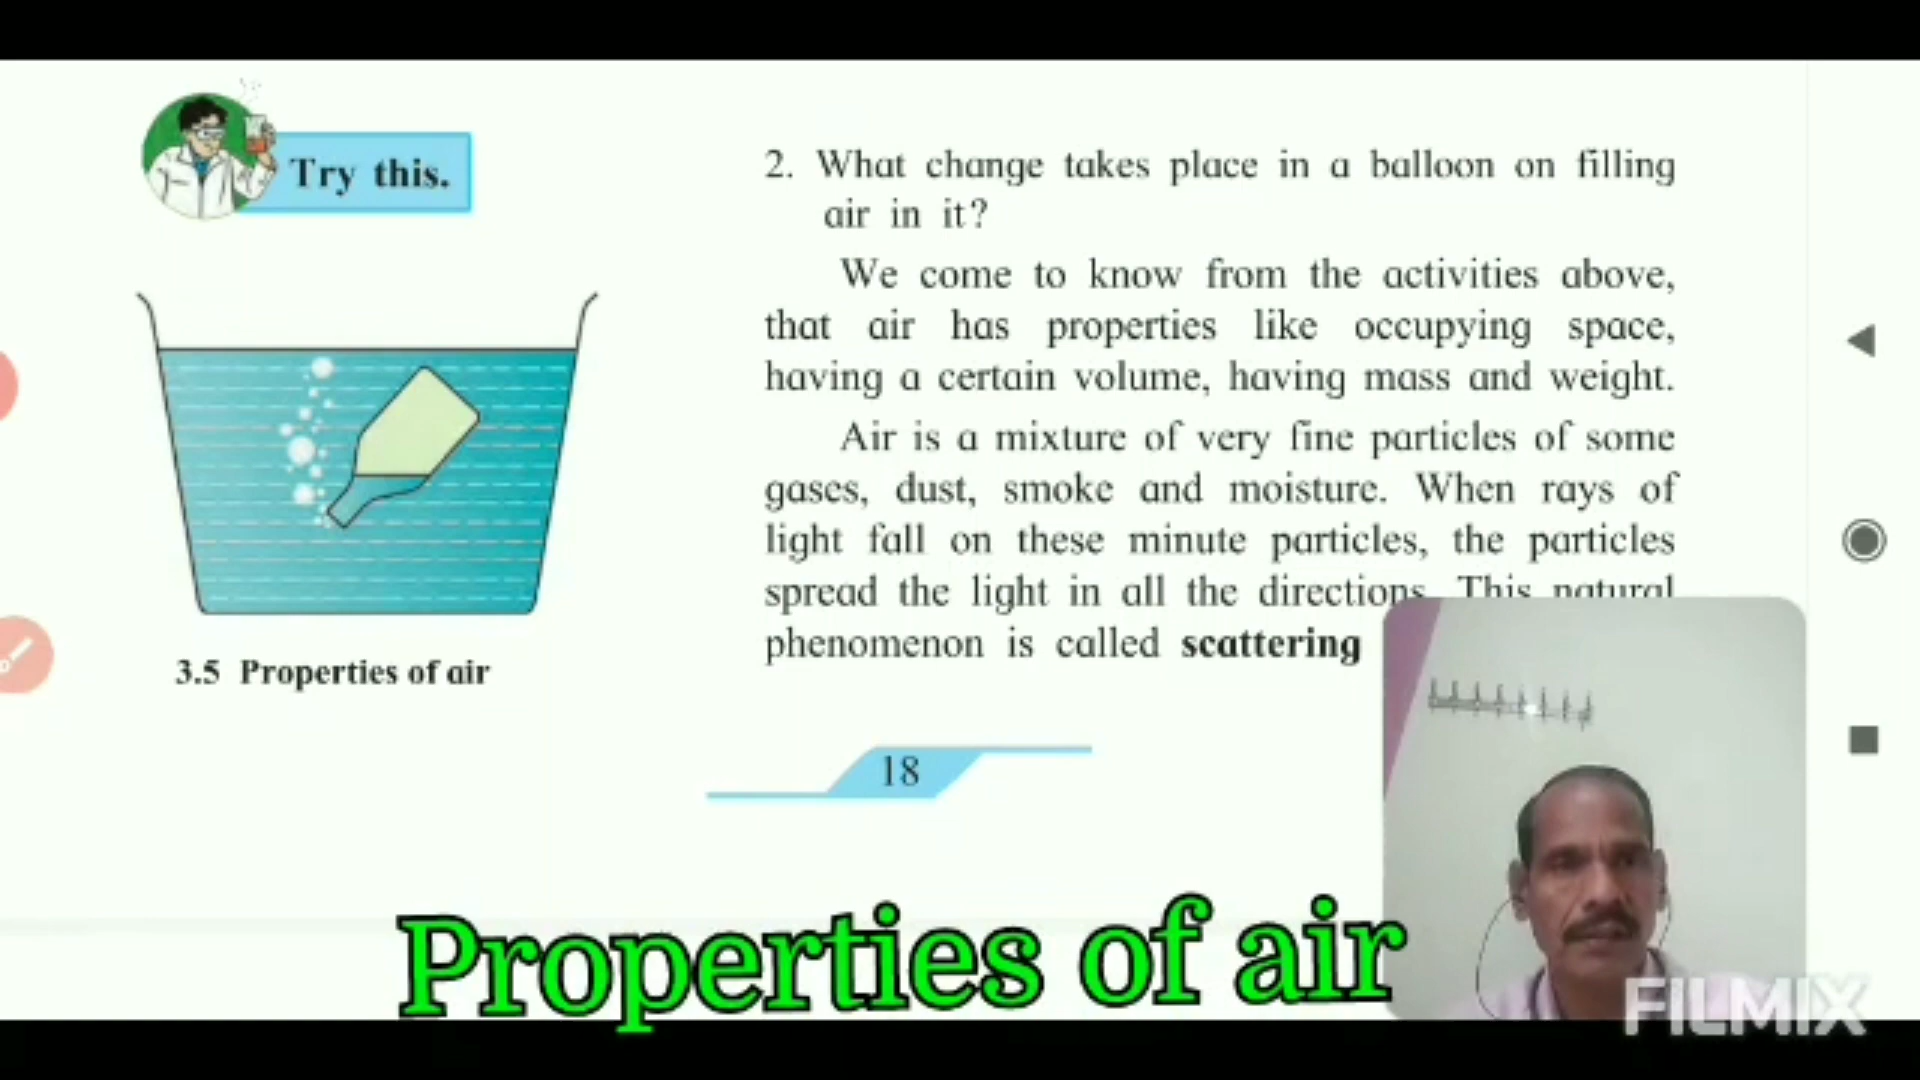 Try this.
3.5 Properties of air
2. What change takes place in a balloon on filling
air in it?
We come to know from the activities above,
that air has properties like occupying space,
having a certain volume, having mass and weight.
Air is a mixture of very fine particles of some
gases, dust, smoke and moisture. When rays of
light fall on these minute particles, the particles
spread the light in all the directions. This natural
phenomenon is called scattering
18
Properties of air
FILMIX